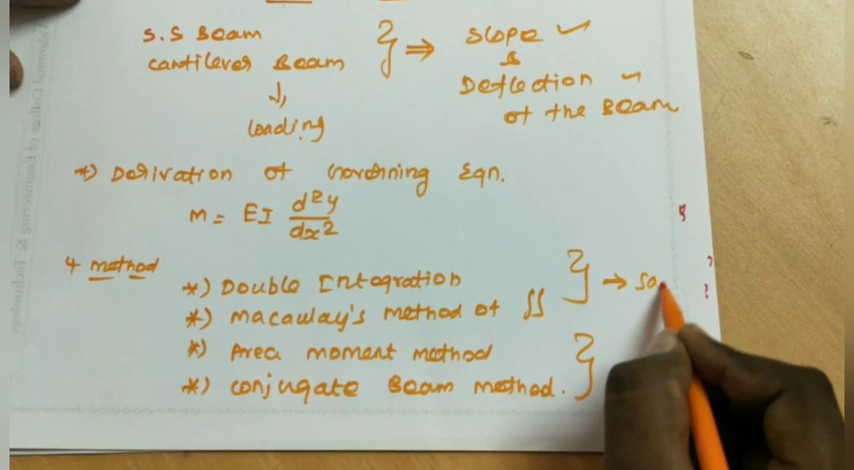 S.S Beam } ⇒ Slope ✓
cantilever Beam &
↓ Deflection ✓
loading of the Beam
*) Derivation of Governing Eqn.
M = EI d²y/dx²
4 method
*) Double Integration } → so
*) Macaulay's method of ∫∫
*) Area moment method }
*) Conjugate Beam method.